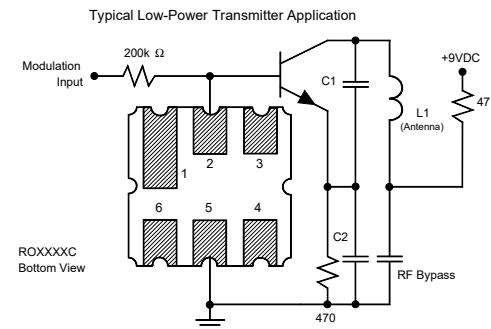 Typical Low-Power Transmitter Application
200k Ω
Modulation
Input
C1
+9VDC
47
L1
(Antenna)
1
2
3
6
5
4
C2
ROXXXXC
Bottom View
RF Bypass
470